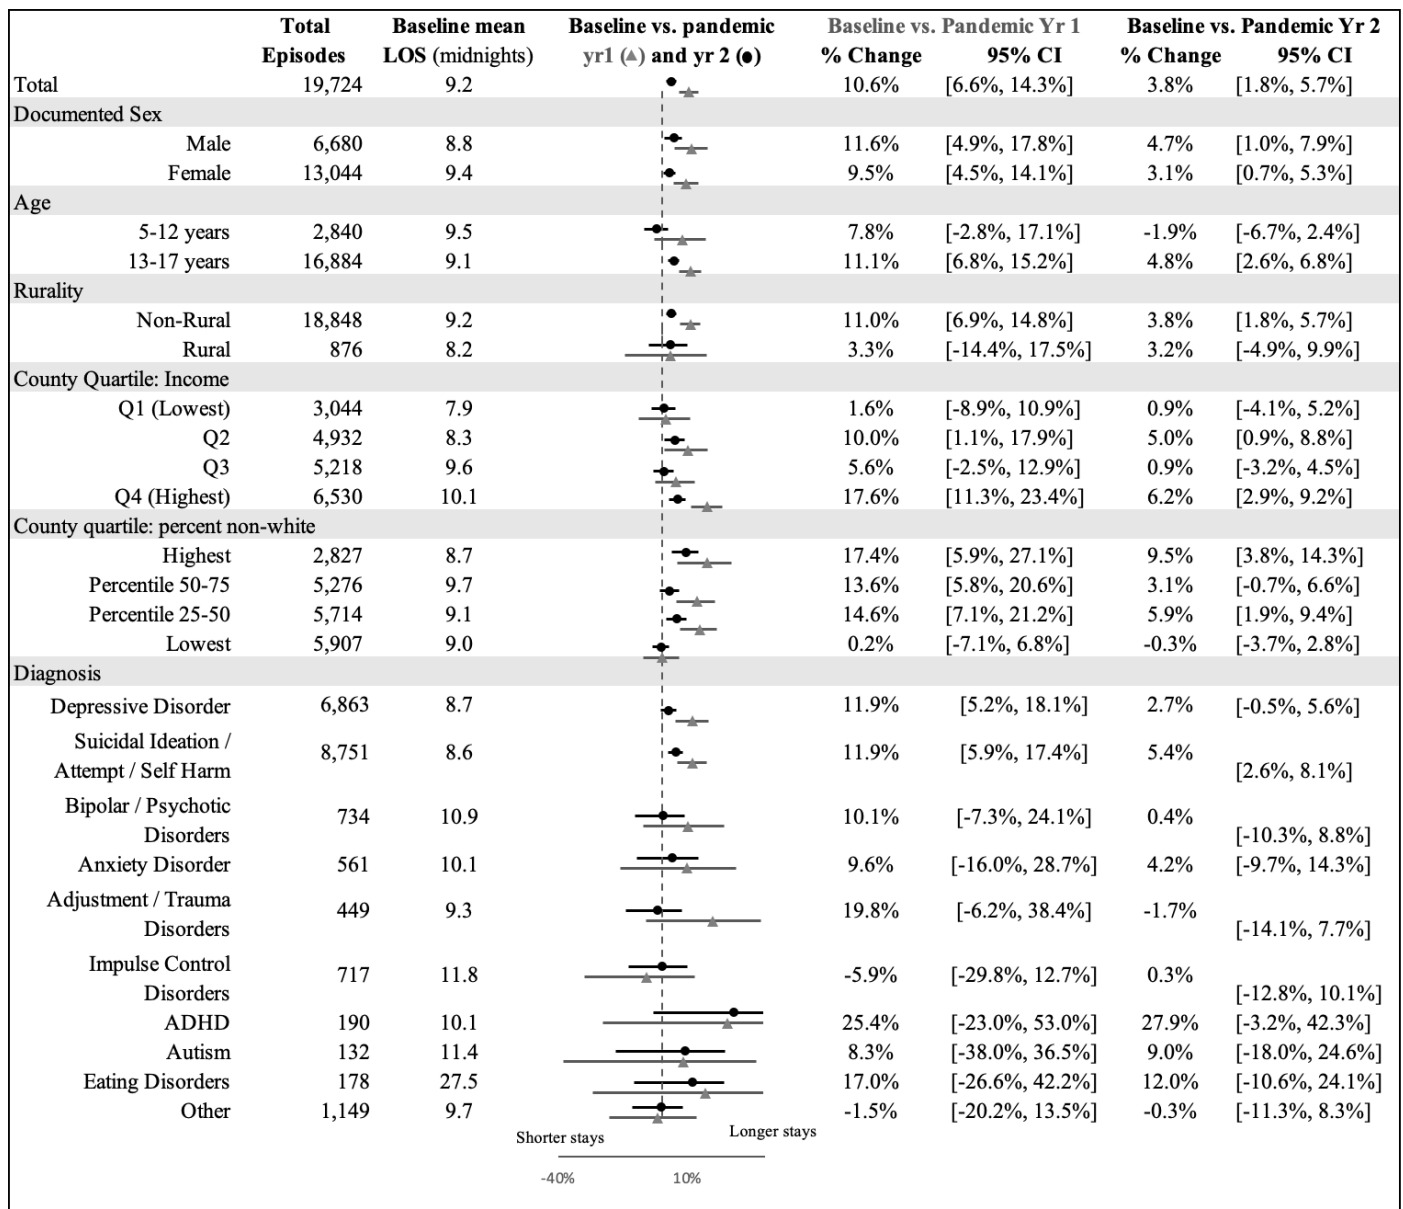 Total Baseline mean Baseline vs. pandemic Baseline vs. Pandemic Yr 1 Baseline vs. Pandemic Yr 2
Episodes LOS (midnights) yr1 (▲) and yr 2 (●) % Change 95% CI % Change 95% CI
Total 19,724 9.2 10.6% [6.6%, 14.3%] 3.8% [1.8%, 5.7%]
Documented Sex
Male 6,680 8.8 11.6% [4.9%, 17.8%] 4.7% [1.0%, 7.9%]
Female 13,044 9.4 9.5% [4.5%, 14.1%] 3.1% [0.7%, 5.3%]
Age
5-12 years 2,840 9.5 7.8% [-2.8%, 17.1%] -1.9% [-6.7%, 2.4%]
13-17 years 16,884 9.1 11.1% [6.8%, 15.2%] 4.8% [2.6%, 6.8%]
Rurality
Non-Rural 18,848 9.2 11.0% [6.9%, 14.8%] 3.8% [1.8%, 5.7%]
Rural 876 8.2 3.3% [-14.4%, 17.5%] 3.2% [-4.9%, 9.9%]
County Quartile: Income
Q1 (Lowest) 3,044 7.9 1.6% [-8.9%, 10.9%] 0.9% [-4.1%, 5.2%]
Q2 4,932 8.3 10.0% [1.1%, 17.9%] 5.0% [0.9%, 8.8%]
Q3 5,218 9.6 5.6% [-2.5%, 12.9%] 0.9% [-3.2%, 4.5%]
Q4 (Highest) 6,530 10.1 17.6% [11.3%, 23.4%] 6.2% [2.9%, 9.2%]
County quartile: percent non-white
Highest 2,827 8.7 17.4% [5.9%, 27.1%] 9.5% [3.8%, 14.3%]
Percentile 50-75 5,276 9.7 13.6% [5.8%, 20.6%] 3.1% [-0.7%, 6.6%]
Percentile 25-50 5,714 9.1 14.6% [7.1%, 21.2%] 5.9% [1.9%, 9.4%]
Lowest 5,907 9.0 0.2% [-7.1%, 6.8%] -0.3% [-3.7%, 2.8%]
Diagnosis
Depressive Disorder 6,863 8.7 11.9% [5.2%, 18.1%] 2.7% [-0.5%, 5.6%]
Suicidal Ideation /
8,751 8.6 11.9% [5.9%, 17.4%] 5.4%
Attempt / Self Harm [2.6%, 8.1%]
Bipolar / Psychotic
734 10.9 10.1% [-7.3%, 24.1%] 0.4%
Disorders [-10.3%, 8.8%]
Anxiety Disorder 561 10.1 9.6% [-16.0%, 28.7%] 4.2% [-9.7%, 14.3%]
Adjustment / Trauma
449 9.3 19.8% [-6.2%, 38.4%] -1.7%
Disorders [-14.1%, 7.7%]
Impulse Control
717 11.8 -5.9% [-29.8%, 12.7%] 0.3%
Disorders [-12.8%, 10.1%]
ADHD 190 10.1 25.4% [-23.0%, 53.0%] 27.9% [-3.2%, 42.3%]
Autism 132 11.4 8.3% [-38.0%, 36.5%] 9.0% [-18.0%, 24.6%]
Eating Disorders 178 27.5 17.0% [-26.6%, 42.2%] 12.0% [-10.6%, 24.1%]
Other 1,149 9.7 -1.5% [-20.2%, 13.5%] -0.3% [-11.3%, 8.3%]
Shorter stays Longer stays
-40% 10%